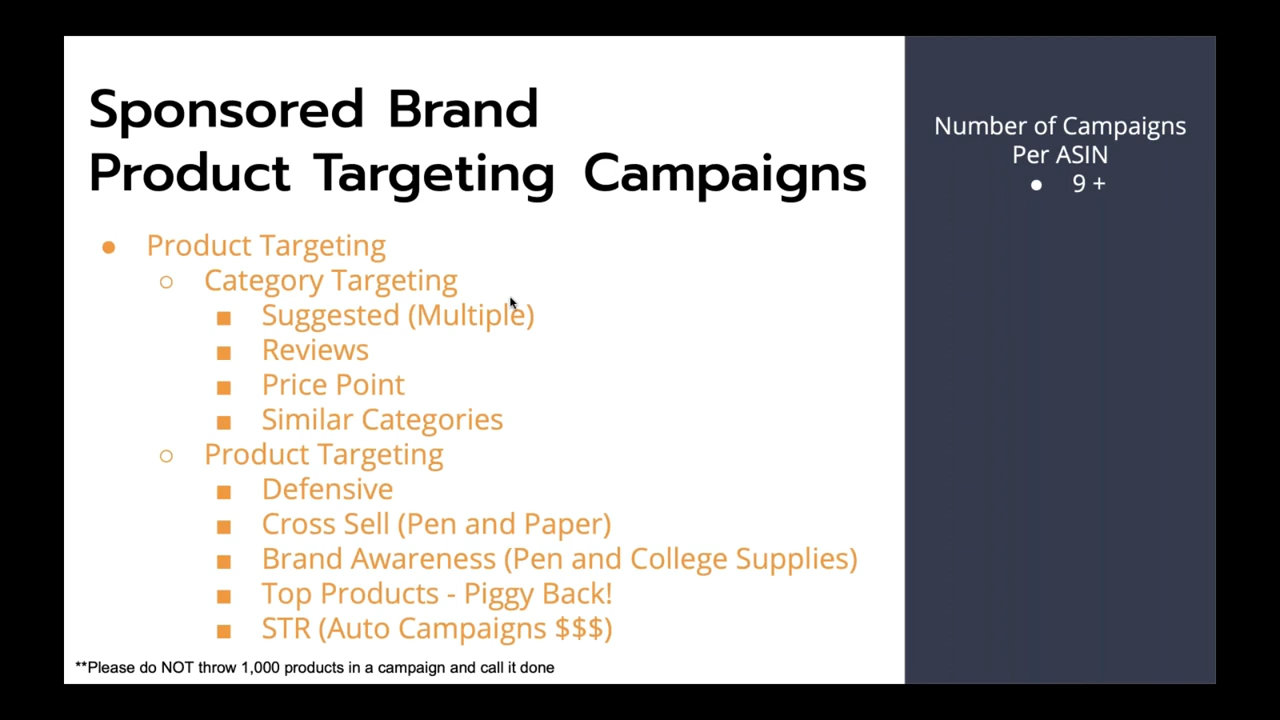 Sponsored Brand
Product Targeting Campaigns
● Product Targeting
○ Category Targeting
■ Suggested (Multiple)
■ Reviews
■ Price Point
■ Similar Categories
○ Product Targeting
■ Defensive
■ Cross Sell (Pen and Paper)
■ Brand Awareness (Pen and College Supplies)
■ Top Products - Piggy Back!
■ STR (Auto Campaigns $$$)
**Please do NOT throw 1,000 products in a campaign and call it done
Number of Campaigns
Per ASIN
● 9 +